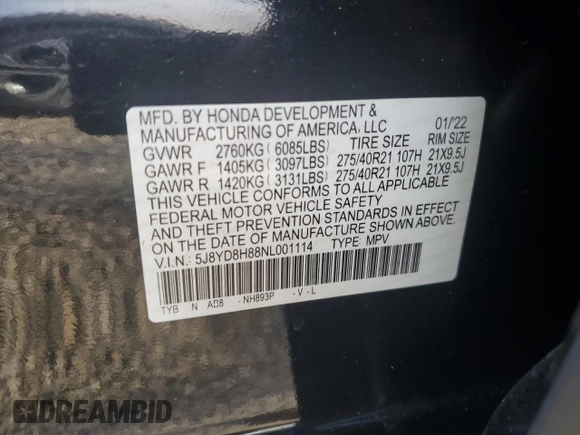 MFD. BY HONDA DEVELOPMENT &
MANUFACTURING OF AMERICA, LLC 01/'22
GVWR 2760KG ( 6085LBS) TIRE SIZE RIM SIZE
GAWR F 1405KG ( 3097LBS) 275/40R21 107H 21X9.5J
GAWR R 1420KG ( 3131LBS) 275/40R21 107H 21X9.5J
THIS VEHICLE CONFORMS TO ALL APPLICABLE
FEDERAL MOTOR VEHICLE SAFETY
AND THEFT PREVENTION STANDARDS IN EFFECT
ON THE DATE OF MANUFACTURE SHOWN ABOVE.
V.I.N.: 5J8YD8H88NL001114 TYPE: MPV
TYB N AD8 - NH893P - V - L
DREAMBID